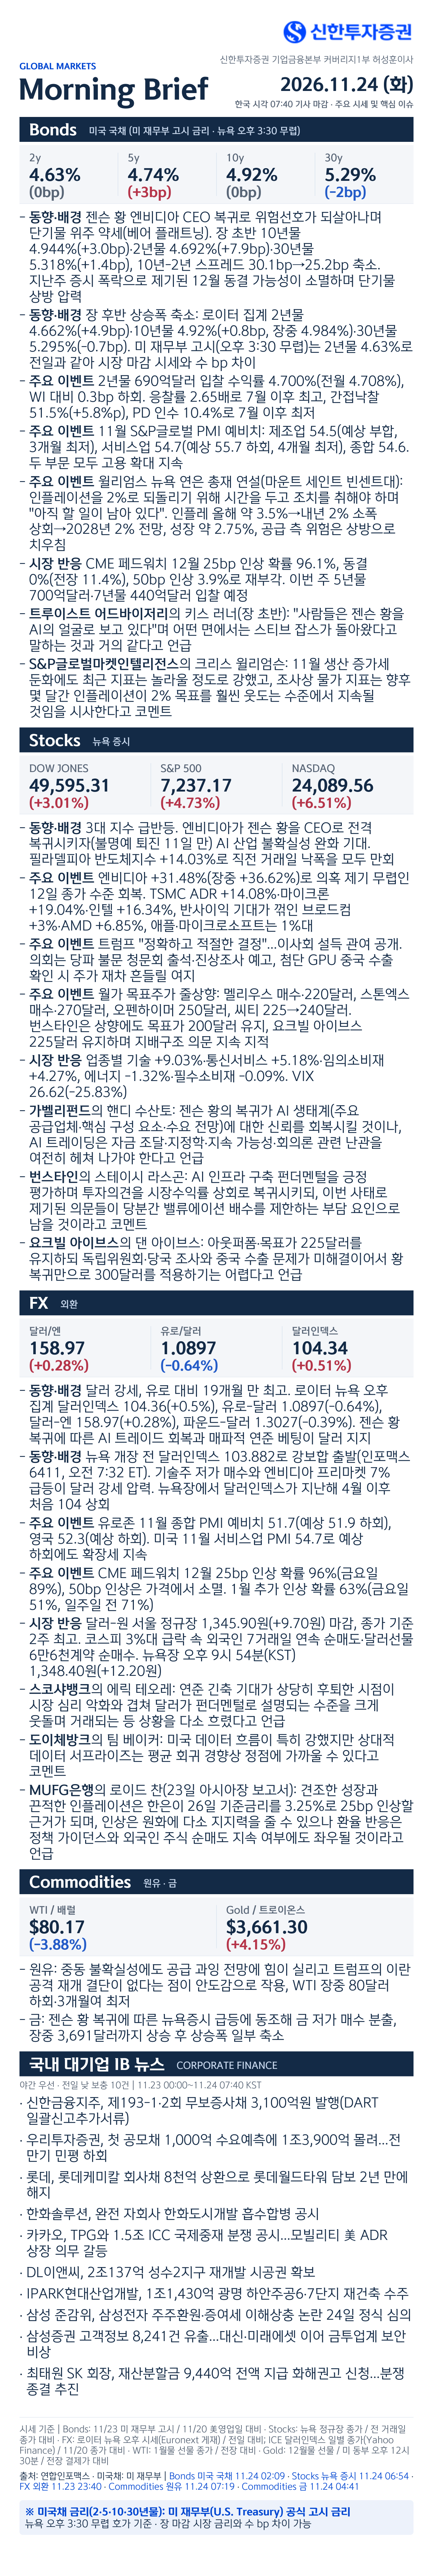 신한투자증권
신한투자증권 기업금융본부 커버리지1부 허성훈이사
GLOBAL MARKETS
Morning Brief
2026.11.24 (화)
한국 시각 07:40 기사 마감 · 주요 시세 및 핵심 이슈
Bonds 미국 국채 (미 재무부 고시 금리 · 뉴욕 오후 3:30 무렵)
2y 5y 10y 30y
4.63% 4.74% 4.92% 5.29%
(0bp) (+3bp) (0bp) (-2bp)
- 동향·배경 젠슨 황 엔비디아 CEO 복귀로 위험선호가 되살아나며
단기물 위주 약세(베어 플래트닝). 장 초반 10년물
4.944%(+3.0bp)·2년물 4.692%(+7.9bp)·30년물
5.318%(+1.4bp), 10년-2년 스프레드 30.1bp→25.2bp 축소.
지난주 증시 폭락으로 제기된 12월 동결 가능성이 소멸하며 단기물
상방 압력
- 동향·배경 장 후반 상승폭 축소: 로이터 집계 2년물
4.662%(+4.9bp)·10년물 4.92%(+0.8bp, 장중 4.984%)·30년물
5.295%(-0.7bp). 미 재무부 고시(오후 3:30 무렵)는 2년물 4.63%로
전일과 같아 시장 마감 시세와 수 bp 차이
- 주요 이벤트 2년물 690억달러 입찰 수익률 4.700%(전월 4.708%),
WI 대비 0.3bp 하회. 응찰률 2.65배로 7월 이후 최고, 간접낙찰
51.5%(+5.8%p), PD 인수 10.4%로 7월 이후 최저
- 주요 이벤트 11월 S&P글로벌 PMI 예비치: 제조업 54.5(예상 부합,
3개월 최저), 서비스업 54.7(예상 55.7 하회, 4개월 최저), 종합 54.6.
두 부문 모두 고용 확대 지속
- 주요 이벤트 윌리엄스 뉴욕 연은 총재 연설(마운트 세인트 빈센트대):
인플레이션을 2%로 되돌리기 위해 시간을 두고 조치를 취해야 하며
"아직 할 일이 남아 있다". 인플레 올해 약 3.5%→내년 2% 소폭
상회→2028년 2% 전망, 성장 약 2.75%, 공급 측 위험은 상방으로
치우침
- 시장 반응 CME 페드워치 12월 25bp 인상 확률 96.1%, 동결
0%(전장 11.4%), 50bp 인상 3.9%로 재부각. 이번 주 5년물
700억달러·7년물 440억달러 입찰 예정
- 트루이스트 어드바이저리의 키스 러너(장 초반): "사람들은 젠슨 황을
AI의 얼굴로 보고 있다"며 어떤 면에서는 스티브 잡스가 돌아왔다고
말하는 것과 거의 같다고 언급
- S&P글로벌마켓인텔리전스의 크리스 윌리엄슨: 11월 생산 증가세
둔화에도 최근 지표는 놀라울 정도로 강했고, 조사상 물가 지표는 향후
몇 달간 인플레이션이 2% 목표를 훨씬 웃도는 수준에서 지속될
것임을 시사한다고 코멘트
Stocks 뉴욕 증시
DOW JONES S&P 500 NASDAQ
49,595.31 7,237.17 24,089.56
(+3.01%) (+4.73%) (+6.51%)
- 동향·배경 3대 지수 급반등. 엔비디아가 젠슨 황을 CEO로 전격
복귀시키자(불명예 퇴진 11일 만) AI 산업 불확실성 완화 기대.
필라델피아 반도체지수 +14.03%로 직전 거래일 낙폭을 모두 만회
- 주요 이벤트 엔비디아 +31.48%(장중 +36.62%)로 의혹 제기 무렵인
12일 종가 수준 회복. TSMC ADR +14.08%·마이크론
+19.04%·인텔 +16.34%, 반사이익 기대가 꺾인 브로드컴
+3%·AMD +6.85%, 애플·마이크로소프트는 1%대
- 주요 이벤트 트럼프 "정확하고 적절한 결정"…이사회 설득 관여 공개.
의회는 당파 불문 청문회 출석·진상조사 예고, 첨단 GPU 중국 수출
확인 시 주가 재차 흔들릴 여지
- 주요 이벤트 월가 목표주가 줄상향: 멜리우스 매수·220달러, 스톤엑스
매수·270달러, 오펜하이머 250달러, 씨티 225→240달러.
번스타인은 상향에도 목표가 200달러 유지, 요크빌 아이브스
225달러 유지하며 지배구조 의문 지속 지적
- 시장 반응 업종별 기술 +9.03%·통신서비스 +5.18%·임의소비재
+4.27%, 에너지 -1.32%·필수소비재 -0.09%. VIX
26.62(-25.83%)
- 가벨리펀드의 핸디 수산토: 젠슨 황의 복귀가 AI 생태계(주요
공급업체·핵심 구성 요소·수요 전망)에 대한 신뢰를 회복시킬 것이나,
AI 트레이딩은 자금 조달·지정학·지속 가능성·회의론 관련 난관을
여전히 헤쳐 나가야 한다고 언급
- 번스타인의 스테이시 라스곤: AI 인프라 구축 펀더멘털을 긍정
평가하며 투자의견을 시장수익률 상회로 복귀시키되, 이번 사태로
제기된 의문들이 당분간 밸류에이션 배수를 제한하는 부담 요인으로
남을 것이라고 코멘트
- 요크빌 아이브스의 댄 아이브스: 아웃퍼폼·목표가 225달러를
유지하되 독립위원회·당국 조사와 중국 수출 문제가 미해결이어서 황
복귀만으로 300달러를 적용하기는 어렵다고 언급
FX 외환
달러/엔 유로/달러 달러인덱스
158.97 1.0897 104.34
(+0.28%) (-0.64%) (+0.51%)
- 동향·배경 달러 강세, 유로 대비 19개월 만 최고. 로이터 뉴욕 오후
집계 달러인덱스 104.36(+0.5%), 유로-달러 1.0897(-0.64%),
달러-엔 158.97(+0.28%), 파운드-달러 1.3027(-0.39%). 젠슨 황
복귀에 따른 AI 트레이드 회복과 매파적 연준 베팅이 달러 지지
- 동향·배경 뉴욕 개장 전 달러인덱스 103.882로 강보합 출발(인포맥스
6411, 오전 7:32 ET). 기술주 저가 매수와 엔비디아 프리마켓 7%
급등이 달러 강세 압력. 뉴욕장에서 달러인덱스가 지난해 4월 이후
처음 104 상회
- 주요 이벤트 유로존 11월 종합 PMI 예비치 51.7(예상 51.9 하회),
영국 52.3(예상 하회). 미국 11월 서비스업 PMI 54.7로 예상
하회에도 확장세 지속
- 주요 이벤트 CME 페드워치 12월 25bp 인상 확률 96%(금요일
89%), 50bp 인상은 가격에서 소멸. 1월 추가 인상 확률 63%(금요일
51%, 일주일 전 71%)
- 시장 반응 달러-원 서울 정규장 1,345.90원(+9.70원) 마감, 종가 기준
2주 최고. 코스피 3%대 급락 속 외국인 7거래일 연속 순매도·달러선물
6만6천계약 순매수. 뉴욕장 오후 9시 54분(KST)
1,348.40원(+12.20원)
- 스코샤뱅크의 에릭 테오레: 연준 긴축 기대가 상당히 후퇴한 시점이
시장 심리 악화와 겹쳐 달러가 펀더멘털로 설명되는 수준을 크게
웃돌며 거래되는 등 상황을 다소 흐렸다고 언급
- 도이체방크의 팀 베이커: 미국 데이터 흐름이 특히 강했지만 상대적
데이터 서프라이즈는 평균 회귀 경향상 정점에 가까울 수 있다고
코멘트
- MUFG은행의 로이드 찬(23일 아시아장 보고서): 견조한 성장과
끈적한 인플레이션은 한은이 26일 기준금리를 3.25%로 25bp 인상할
근거가 되며, 인상은 원화에 다소 지지력을 줄 수 있으나 환율 반응은
정책 가이던스와 외국인 주식 순매도 지속 여부에도 좌우될 것이라고
언급
Commodities 원유 · 금
WTI / 배럴 Gold / 트로이온스
$80.17 $3,661.30
(-3.88%) (+4.15%)
- 원유: 중동 불확실성에도 공급 과잉 전망에 힘이 실리고 트럼프의 이란
공격 재개 결단이 없다는 점이 안도감으로 작용, WTI 장중 80달러
하회·3개월여 최저
- 금: 젠슨 황 복귀에 따른 뉴욕증시 급등에 동조해 금 저가 매수 분출,
장중 3,691달러까지 상승 후 상승폭 일부 축소
국내 대기업 IB 뉴스 CORPORATE FINANCE
야간 우선 · 전일 낮 보충 10건 | 11.23 00:00~11.24 07:40 KST
· 신한금융지주, 제193-1·2회 무보증사채 3,100억원 발행(DART
일괄신고추가서류)
· 우리투자증권, 첫 공모채 1,000억 수요예측에 1조3,900억 몰려…전
만기 민평 하회
· 롯데, 롯데케미칼 회사채 8천억 상환으로 롯데월드타워 담보 2년 만에
해지
· 한화솔루션, 완전 자회사 한화도시개발 흡수합병 공시
· 카카오, TPG와 1.5조 ICC 국제중재 분쟁 공시…모빌리티 美 ADR
상장 의무 갈등
· DL이앤씨, 2조137억 성수2지구 재개발 시공권 확보
· IPARK현대산업개발, 1조1,430억 광명 하안주공6·7단지 재건축 수주
· 삼성 준감위, 삼성전자 주주환원·증여세 이해상충 논란 24일 정식 심의
· 삼성증권 고객정보 8,241건 유출…대신·미래에셋 이어 금투업계 보안
비상
· 최태원 SK 회장, 재산분할금 9,440억 전액 지급 화해권고 신청…분쟁
종결 추진
시세 기준 | Bonds: 11/23 미 재무부 고시 / 11/20 美영업일 대비 · Stocks: 뉴욕 정규장 종가 / 전 거래일
종가 대비 · FX: 로이터 뉴욕 오후 시세(Euronext 게재) / 전일 대비; ICE 달러인덱스 일별 종가(Yahoo
Finance) / 11/20 종가 대비 · WTI: 1월물 선물 종가 / 전장 대비 · Gold: 12월물 선물 / 미 동부 오후 12시
30분 / 전장 결제가 대비
출처: 연합인포맥스 · 미국채: 미 재무부 | Bonds 미국 국채 11.24 02:09 · Stocks 뉴욕 증시 11.24 06:54 ·
FX 외환 11.23 23:40 · Commodities 원유 11.24 07:19 · Commodities 금 11.24 04:41
※ 미국채 금리(2·5·10·30년물): 미 재무부(U.S. Treasury) 공식 고시 금리
뉴욕 오후 3:30 무렵 호가 기준 · 장 마감 시장 금리와 수 bp 차이 가능